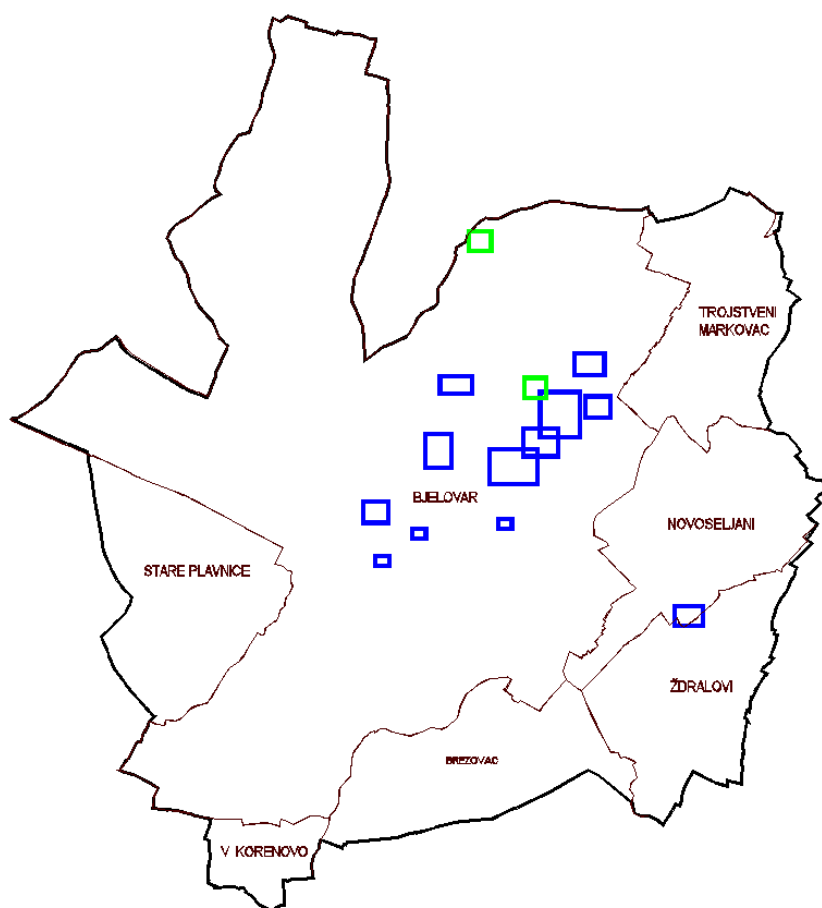 TROJSTVENI
MARKOVAC
BJELOVAR
NOVOSELJANI
STARE PLAVNICE
ŽDRALOVI
BREZOVAC
V KORENOVO